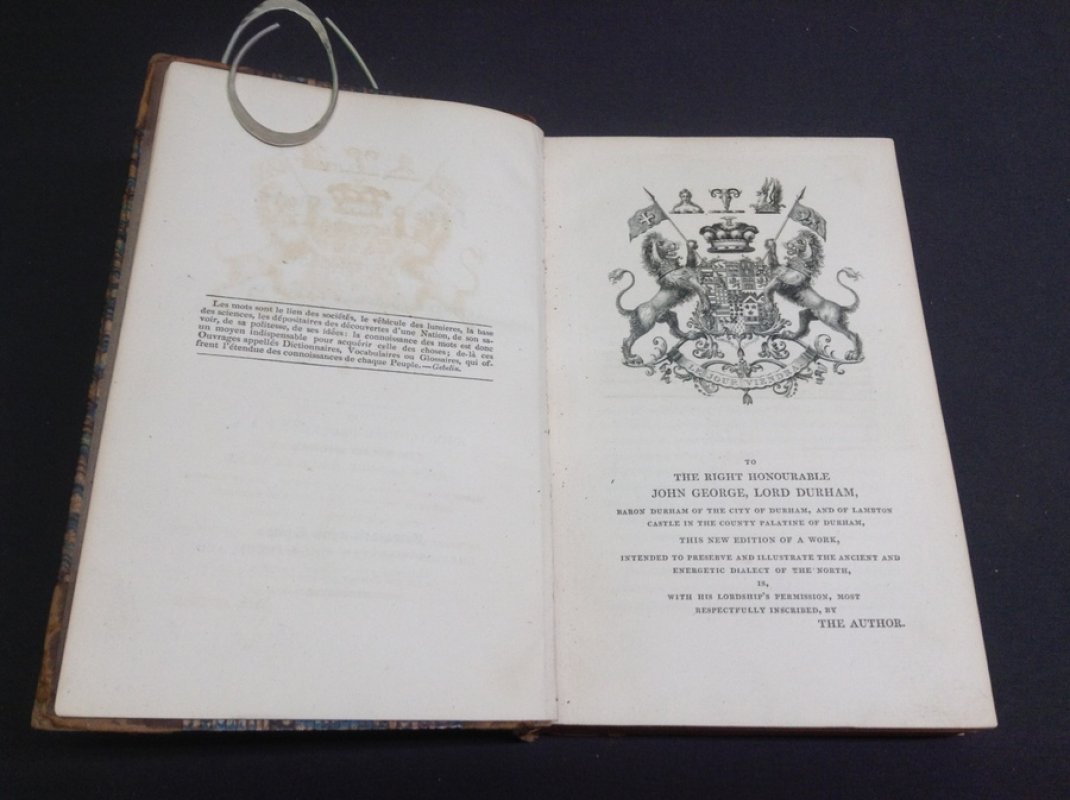 Les mots sont le lien des sociétés, le véhicule des lumieres, la base
des sciences, les dépositaires des découvertes d'une Nation, de son sa-
voir, de sa politesse, de ses idées: la connoissance des mots est donc
un moyen indispensable pour acquérir celle des choses; de-là ces
Ouvrages appellés Dictionnaires, Vocabulaires ou Glossaires, qui of-
frent l'étendue des connoissances de chaque Peuple.—Gebelin.
LE JOUR VIENDRA
TO
THE RIGHT HONOURABLE
JOHN GEORGE, LORD DURHAM,
BARON DURHAM OF THE CITY OF DURHAM, AND OF LAMBTON
CASTLE IN THE COUNTY PALATINE OF DURHAM,
THIS NEW EDITION OF A WORK,
INTENDED TO PRESERVE AND ILLUSTRATE THE ANCIENT AND
ENERGETIC DIALECT OF THE NORTH,
IS,
WITH HIS LORDSHIP'S PERMISSION, MOST
RESPECTFULLY INSCRIBED, BY
THE AUTHOR.